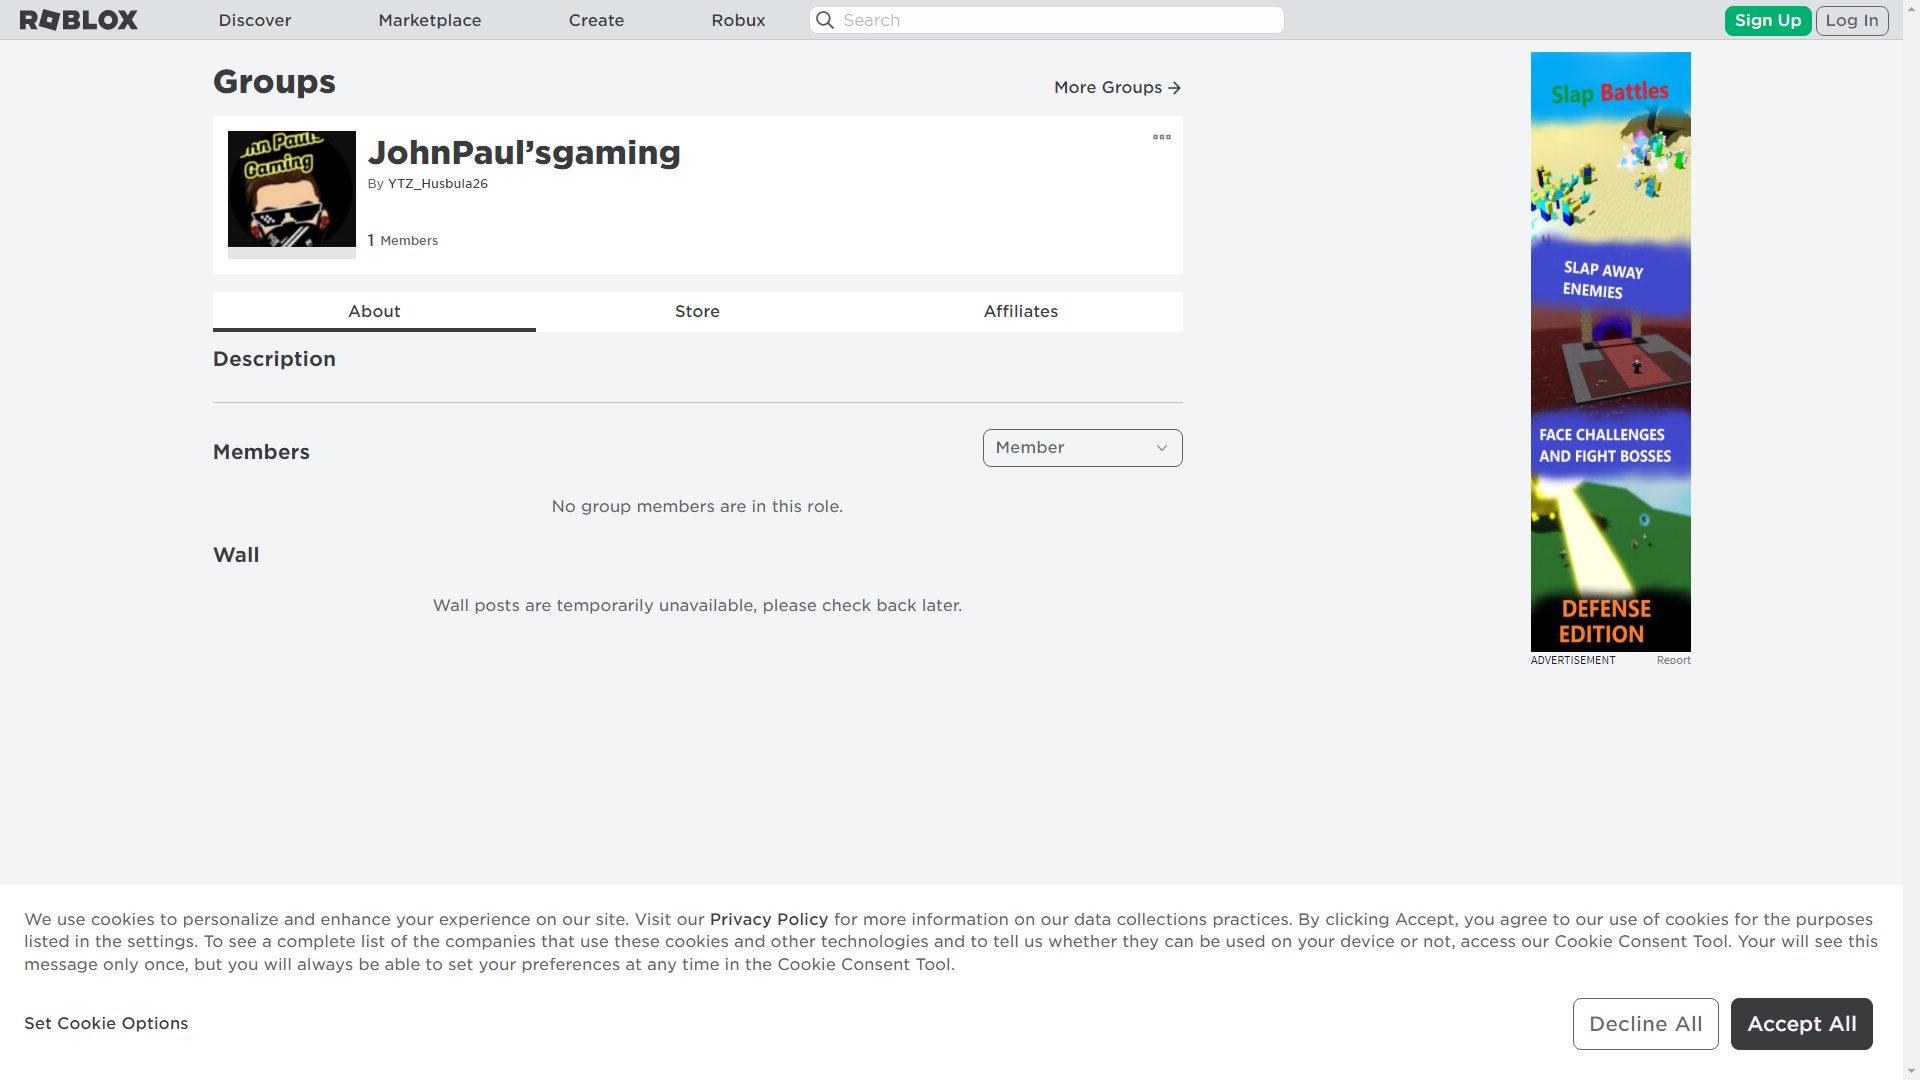 ROBLOX
Discover
Marketplace
Create
Robux
Search
Sign Up
Log In
Groups
More Groups
nn Pauls
Gaming
JohnPaul’sgaming
By YTZ_Husbula26
1 Members
About
Store
Affiliates
Description
Members
Member
No group members are in this role.
Wall
Wall posts are temporarily unavailable, please check back later.
Slap Battles
SLAP AWAY
ENEMIES
FACE CHALLENGES
AND FIGHT BOSSES
DEFENSE
EDITION
ADVERTISEMENT
Report
We use cookies to personalize and enhance your experience on our site. Visit our Privacy Policy for more information on our data collections practices. By clicking Accept, you agree to our use of cookies for the purposes
listed in the settings. To see a complete list of the companies that use these cookies and other technologies and to tell us whether they can be used on your device or not, access our Cookie Consent Tool. Your will see this
message only once, but you will always be able to set your preferences at any time in the Cookie Consent Tool.
Set Cookie Options
Decline All
Accept All